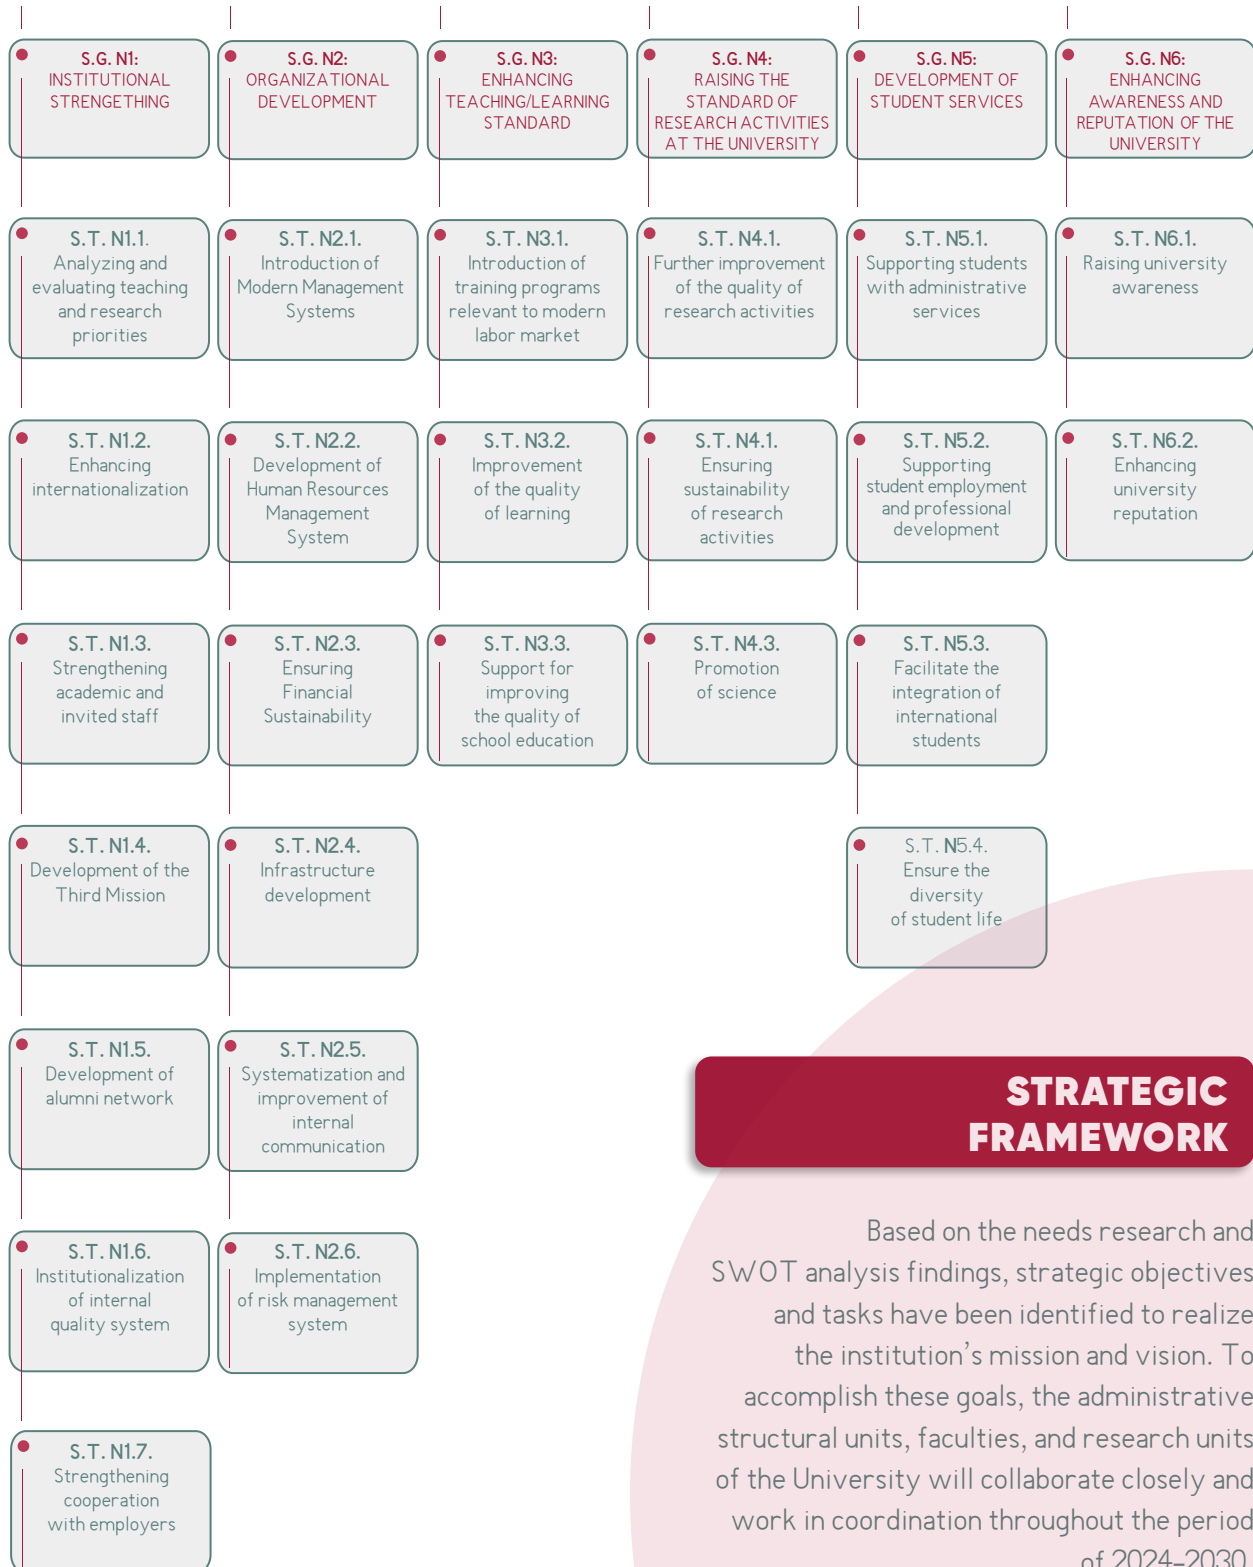 S.G. N1:
INSTITUTIONAL
STRENGETHING
S.G. N2:
ORGANIZATIONAL
DEVELOPMENT
S.G. N3:
ENHANCING
TEACHING/LEARNING
STANDARD
S.G. N4:
RAISING THE
STANDARD OF
RESEARCH ACTIVITIES
AT THE UNIVERSITY
S.G. N5:
DEVELOPMENT OF
STUDENT SERVICES
S.G. N6:
ENHANCING
AWARENESS AND
REPUTATION OF THE
UNIVERSITY
S.T. N1.1.
Analyzing and
evaluating teaching
and research
priorities
S.T. N2.1.
Introduction of
Modern Management
Systems
S.T. N3.1.
Introduction of
training programs
relevant to modern
labor market
S.T. N4.1.
Further improvement
of the quality of
research activities
S.T. N5.1.
Supporting students
with administrative
services
S.T. N6.1.
Raising university
awareness
S.T. N1.2.
Enhancing
internationalization
S.T. N2.2.
Development of
Human Resources
Management
System
S.T. N3.2.
Improvement
of the quality
of learning
S.T. N4.1.
Ensuring
sustainability
of research
activities
S.T. N5.2.
Supporting
student employment
and professional
development
S.T. N6.2.
Enhancing
university
reputation
S.T. N1.3.
Strengthening
academic and
invited staff
S.T. N2.3.
Ensuring
Financial
Sustainability
S.T. N3.3.
Support for
improving
the quality of
school education
S.T. N4.3.
Promotion
of science
S.T. N5.3.
Facilitate the
integration of
international
students
S.T. N1.4.
Development of the
Third Mission
S.T. N2.4.
Infrastructure
development
S.T. N5.4.
Ensure the
diversity
of student life
S.T. N1.5.
Development of
alumni network
S.T. N2.5.
Systematization and
improvement of
internal
communication
S.T. N1.6.
Institutionalization
of internal
quality system
S.T. N2.6.
Implementation
of risk management
system
S.T. N1.7.
Strengthening
cooperation
with employers
STRATEGIC
FRAMEWORK
Based on the needs research and
SWOT analysis findings, strategic objectives
and tasks have been identified to realize
the institution's mission and vision. To
accomplish these goals, the administrative
structural units, faculties, and research units
of the University will collaborate closely and
work in coordination throughout the period
of 2024-2030.